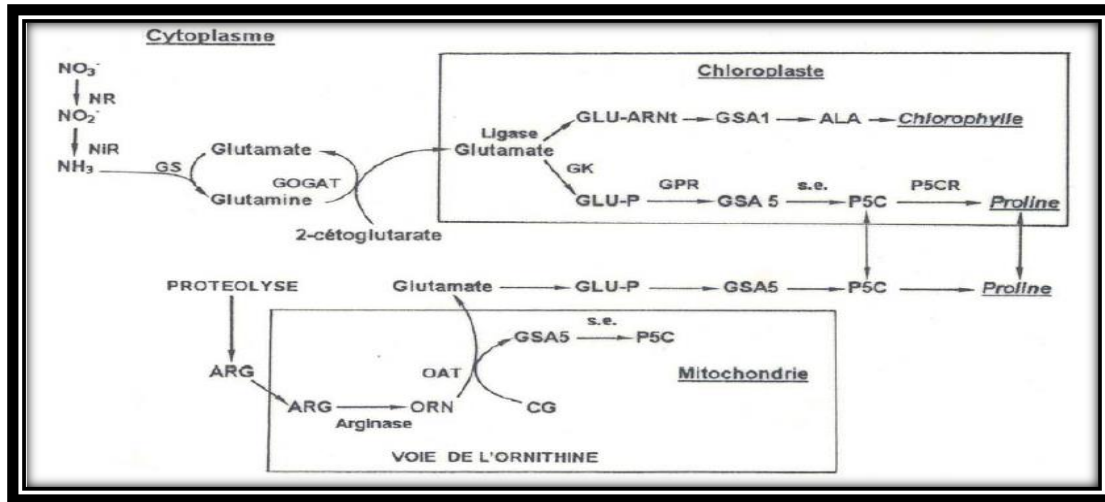 Cytoplasme
NO₃⁻
NR
NO₂⁻
NiR
NH₃
GS
Glutamate
GOGAT
Glutamine
2-cétoglutarate
Chloroplaste
Ligase
GLU-ARNt
GSA1
ALA
Chlorophylle
Glutamate
GK
GLU-P
GPR
GSA 5
s.e.
P5C
P5CR
Proline
PROTEOLYSE
Glutamate
GLU-P
GSA5
P5C
Proline
ARG
OAT
GSA5
s.e.
P5C
Mitochondrie
ARG
Arginase
ORN
CG
VOIE DE L'ORNITHINE